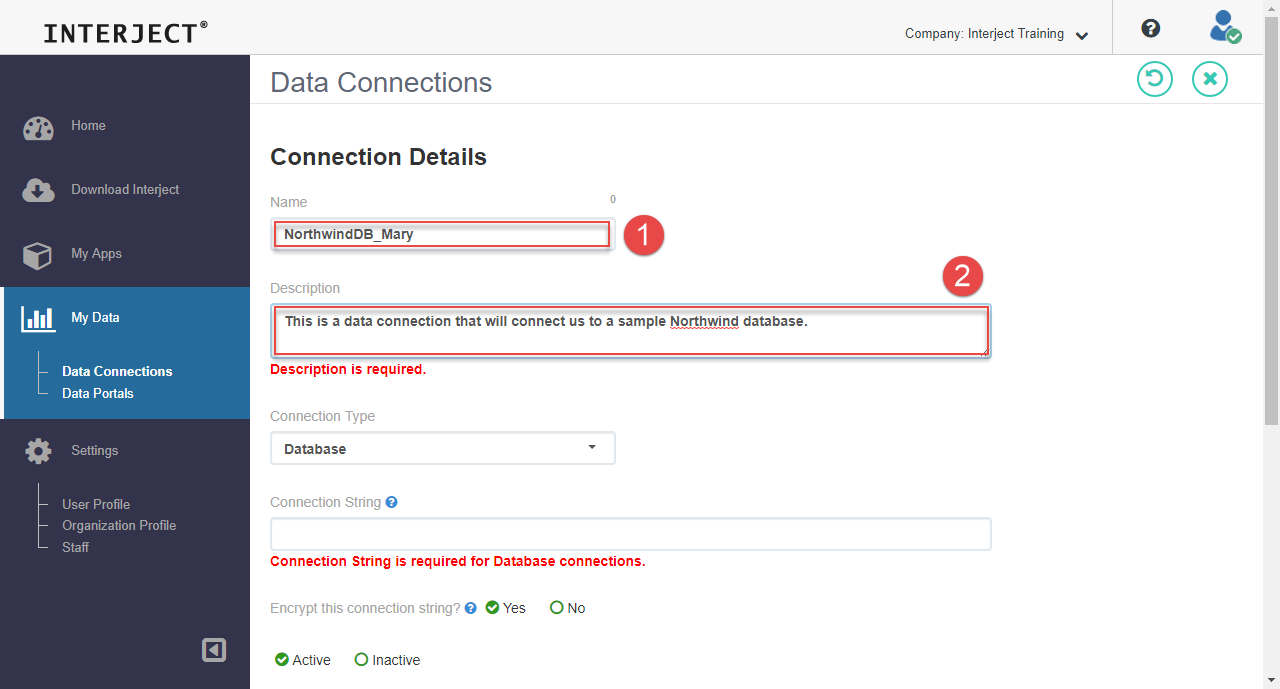 INTERJECT®
Company: Interject Training
?
Data Connections
Home
Download Interject
My Apps
My Data
Data Connections
Data Portals
Settings
User Profile
Organization Profile
Staff
Connection Details
Name 0
NorthwindDB_Mary 1
Description 2
This is a data connection that will connect us to a sample Northwind database.
Description is required.
Connection Type
Database
Connection String ?
Connection String is required for Database connections.
Encrypt this connection string? ? Yes No
Active Inactive